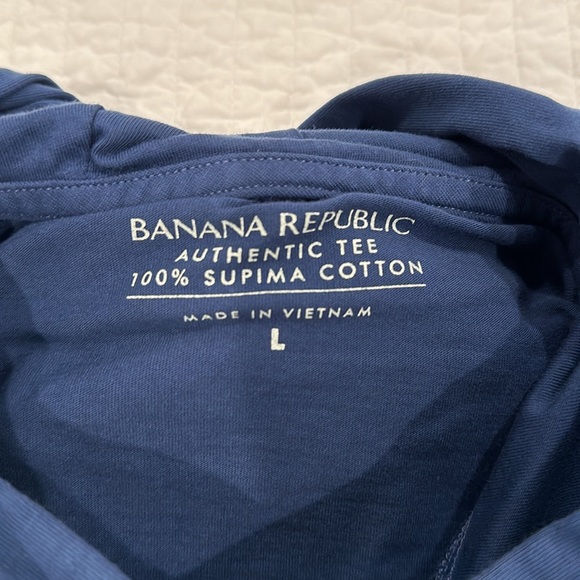 BANANA REPUBLIC
AUTHENTIC TEE
100% SUPIMA COTTON
MADE IN VIETNAM
L